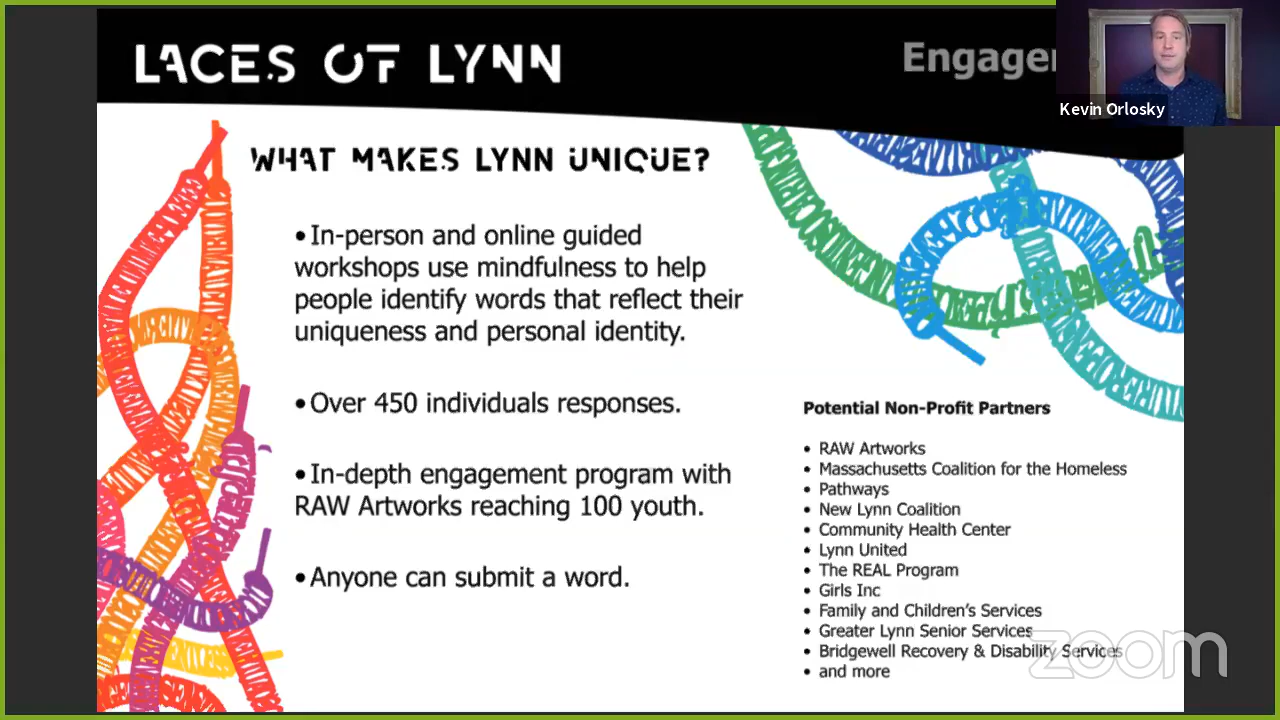 LACES OF LYNN
Engage
Kevin Orlosky
WHAT MAKES LYNN UNIQUE?
• In-person and online guided
workshops use mindfulness to help
people identify words that reflect their
uniqueness and personal identity.
• Over 450 individuals responses.
• In-depth engagement program with
RAW Artworks reaching 100 youth.
• Anyone can submit a word.
Potential Non-Profit Partners
• RAW Artworks
• Massachusetts Coalition for the Homeless
• Pathways
• New Lynn Coalition
• Community Health Center
• Lynn United
• The REAL Program
• Girls Inc
• Family and Children's Services
• Greater Lynn Senior Services
• Bridgewell Recovery & Disability Services
• and more
zoom